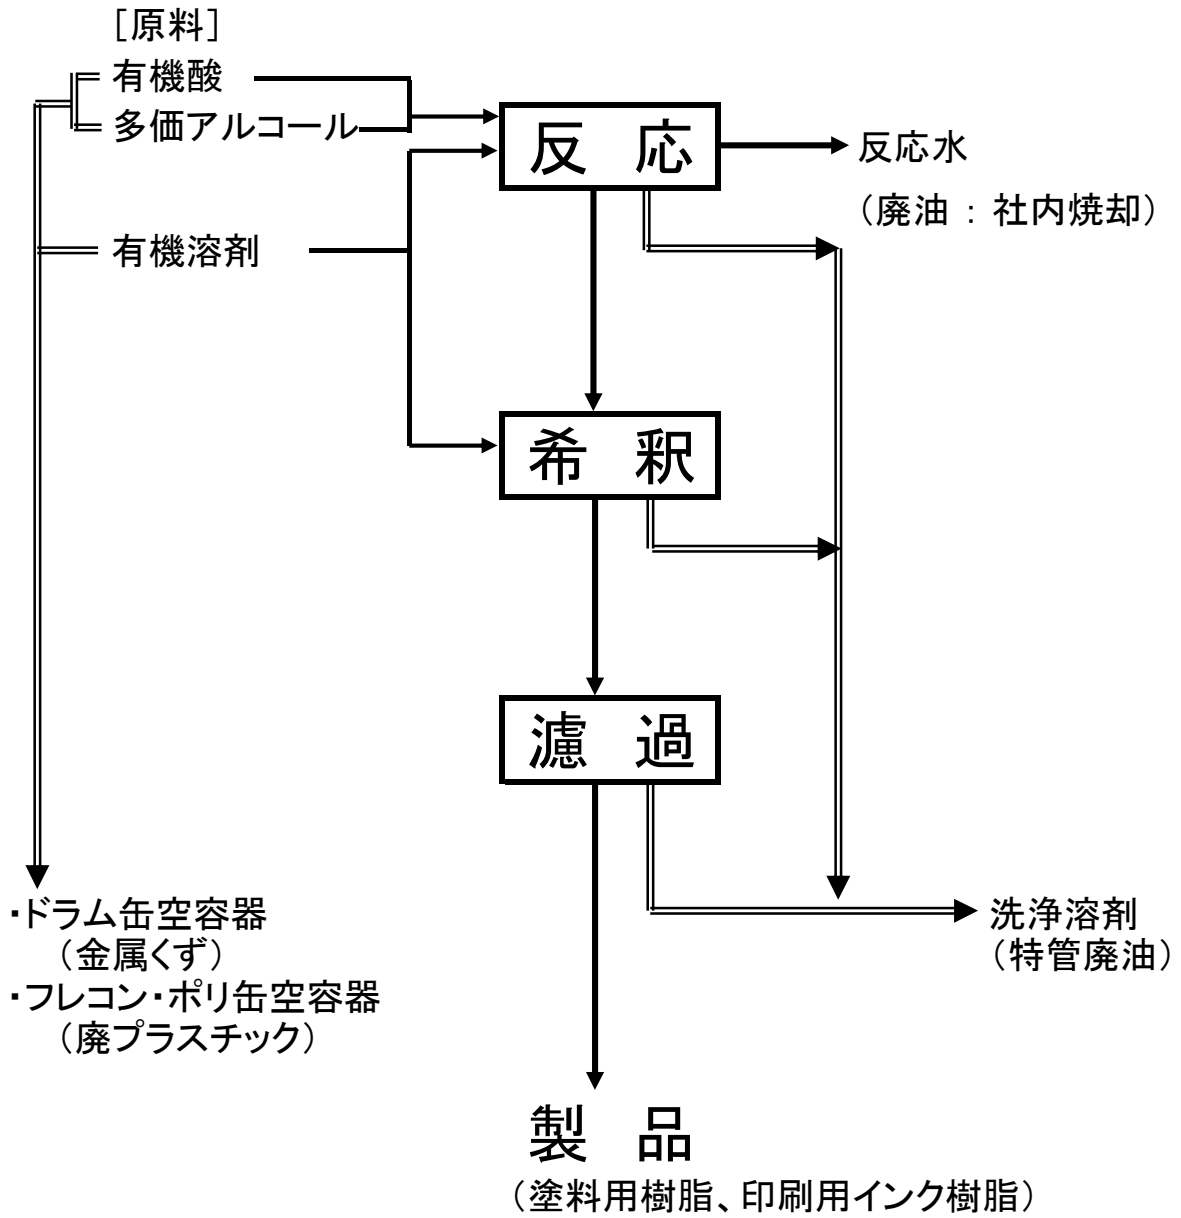 ［原料］
有機酸
多価アルコール
反　応
反応水
（廃油 ： 社内焼却）
有機溶剤
希　釈
濾　過
・ドラム缶空容器
（金属くず）
・フレコン・ポリ缶空容器
（廃プラスチック）
洗浄溶剤
（特管廃油）
製　品
（塗料用樹脂、印刷用インク樹脂）